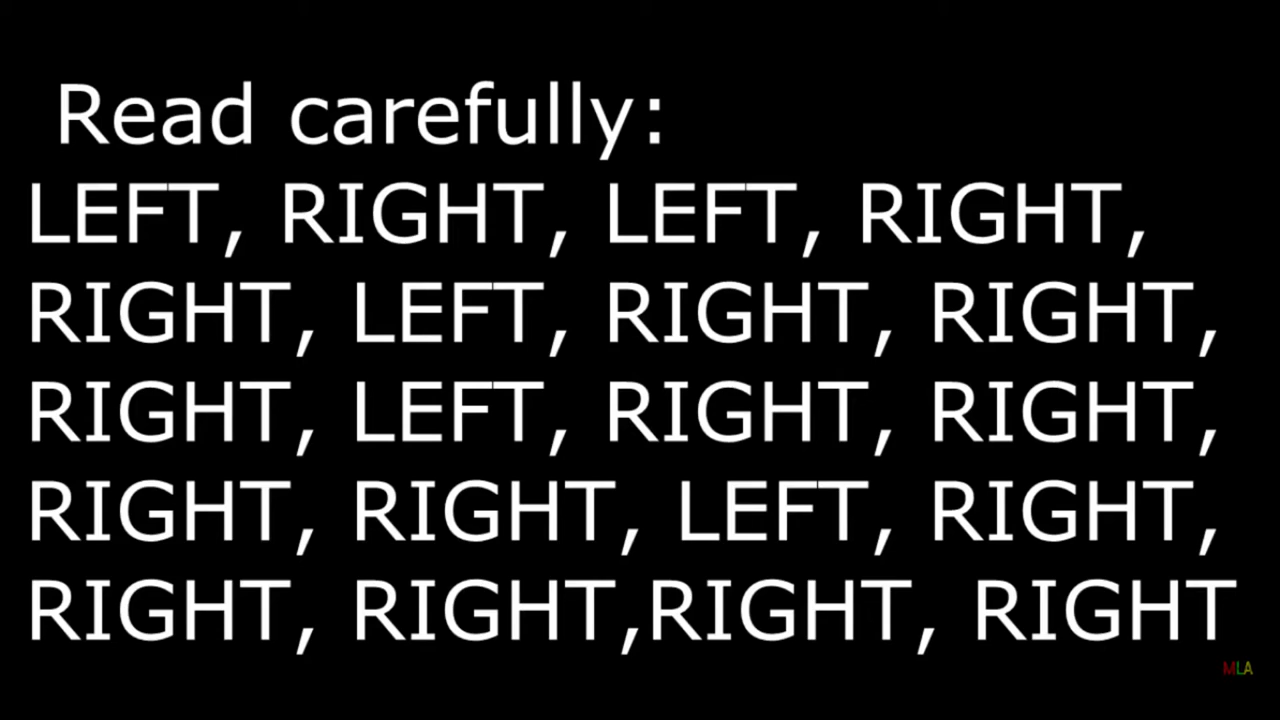 Read carefully:
LEFT, RIGHT, LEFT, RIGHT,
RIGHT, LEFT, RIGHT, RIGHT,
RIGHT, LEFT, RIGHT, RIGHT,
RIGHT, RIGHT, LEFT, RIGHT,
RIGHT, RIGHT,RIGHT, RIGHT
MLA